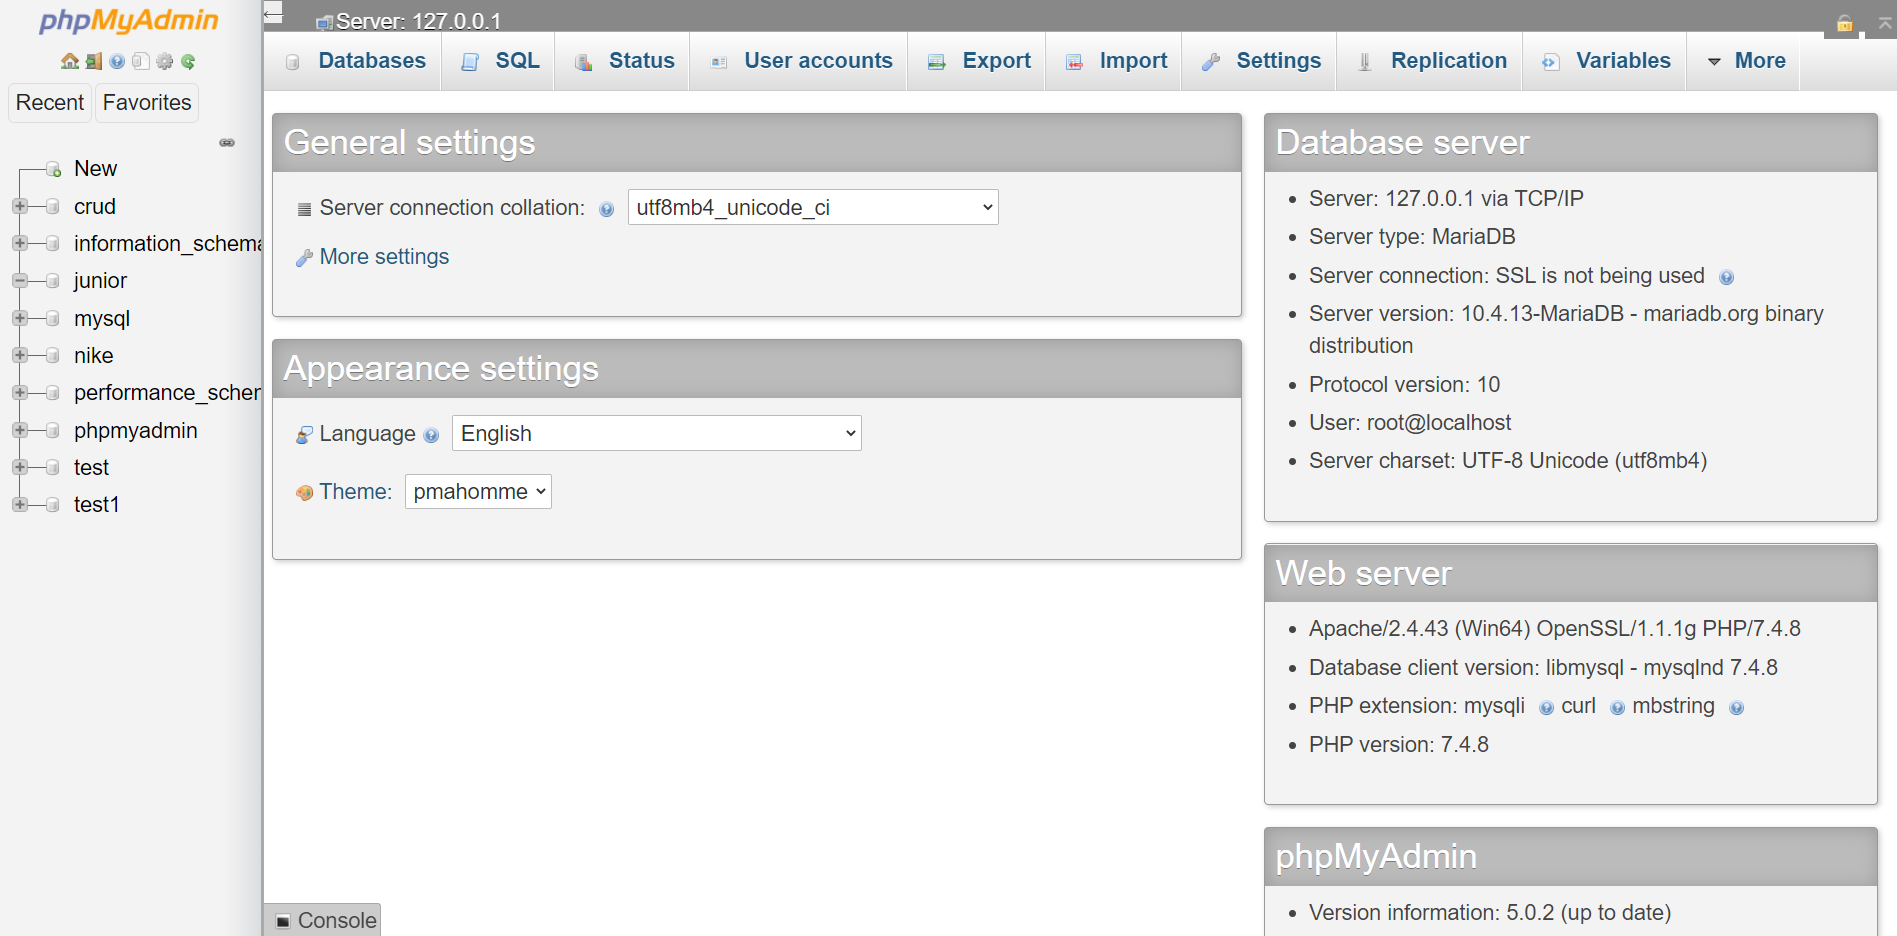 phpMyAdmin
Recent
Favorites
New
crud
information_schema
junior
mysql
nike
performance_scher
phpmyadmin
test
test1
Server: 127.0.0.1
Databases
SQL
Status
User accounts
Export
Import
Settings
Replication
Variables
More
General settings
Server connection collation:
utf8mb4_unicode_ci
More settings
Appearance settings
Language
English
Theme:
pmahomme
Console
Database server
Server: 127.0.0.1 via TCP/IP
Server type: MariaDB
Server connection: SSL is not being used
Server version: 10.4.13-MariaDB - mariadb.org binary
distribution
Protocol version: 10
User: root@localhost
Server charset: UTF-8 Unicode (utf8mb4)
Web server
Apache/2.4.43 (Win64) OpenSSL/1.1.1g PHP/7.4.8
Database client version: libmysql - mysqlnd 7.4.8
PHP extension: mysqli curl mbstring
PHP version: 7.4.8
phpMyAdmin
Version information: 5.0.2 (up to date)